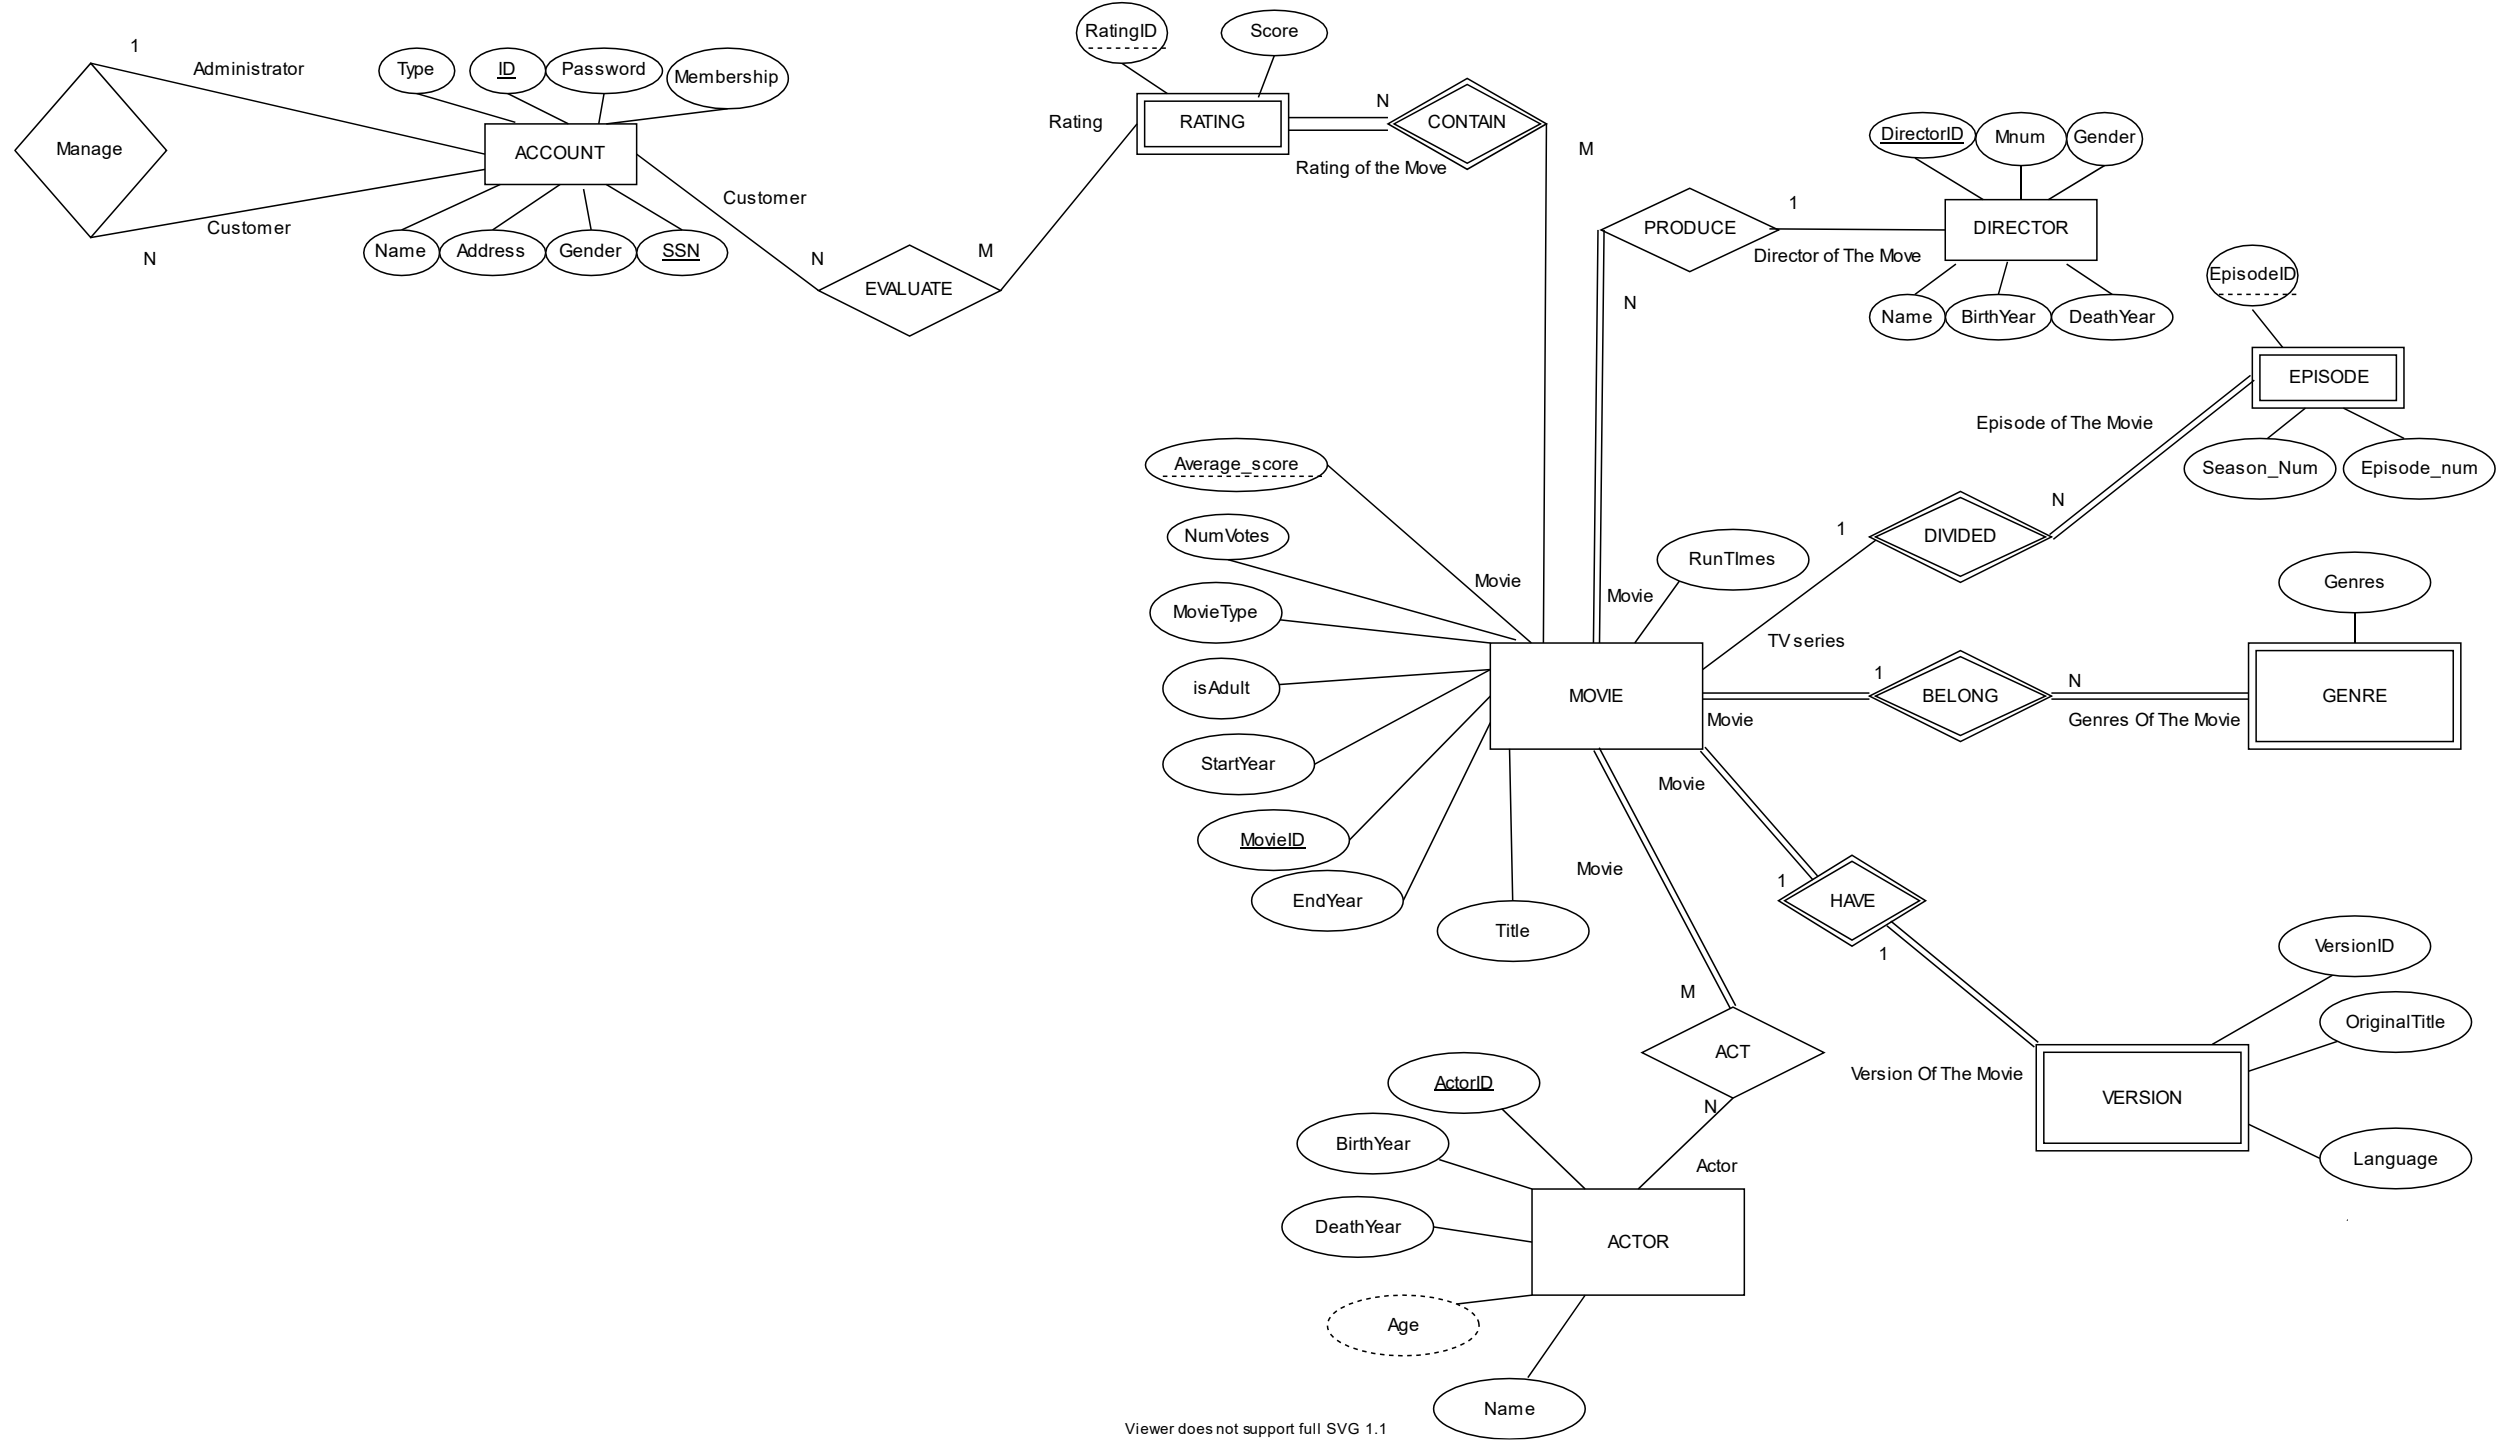 RatingID
Score
1
Administrator
Type
ID
Password
Membership
Manage
ACCOUNT
Rating
RATING
N
CONTAIN
Rating of the Move
M
DirectorID
Mnum
Gender
Customer
N
Name
Address
Gender
SSN
Customer
N
M
EVALUATE
PRODUCE
1
Director of The Move
DIRECTOR
N
Name
BirthYear
DeathYear
EpisodeID
EPISODE
Episode of The Movie
Season_Num
Episode_num
Average_score
NumVotes
Movie
Movie
RunTImes
1
DIVIDED
N
MovieType
TV series
Genres
isAdult
MOVIE
1
Movie
BELONG
N
Genres Of The Movie
GENRE
StartYear
Movie
MovieID
EndYear
Title
Movie
1
HAVE
1
VersionID
OriginalTitle
M
ACT
N
Version Of The Movie
VERSION
Language
ActorID
BirthYear
Actor
DeathYear
ACTOR
Age
Name
Viewer does not support full SVG 1.1